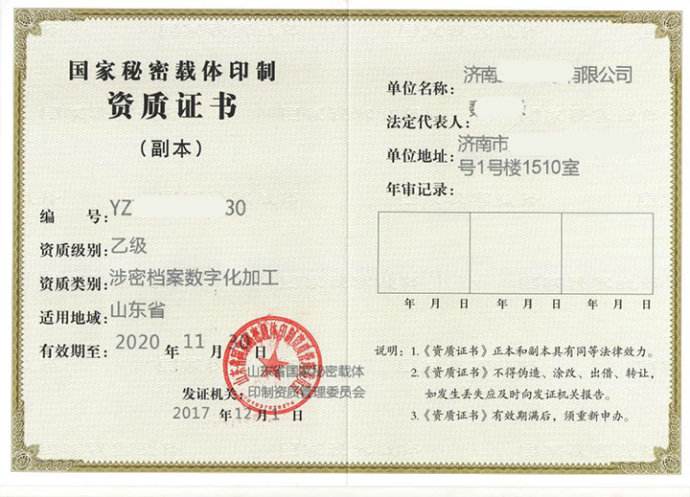 国家秘密载体印制
资质证书
（副本）
编 号：YZ 30
资质级别：乙级
资质类别：涉密档案数字化加工
适用地域：山东省
有效期至：2020 年 11 月 30 日
发证机关：山东省国家秘密载体
印制资质管理委员会
2017 年 12 月 1 日
单位名称：济南 有限公司
法定代表人：
单位地址：济南市
号1号楼1510室
年审记录：
年 月 日 年 月 日 年 月 日
说明：1.《资质证书》正本和副本具有同等法律效力。
2.《资质证书》不得伪造、涂改、出借、转让，
如发生丢失应及时向发证机关报告。
3.《资质证书》有效期满后，须重新申办。